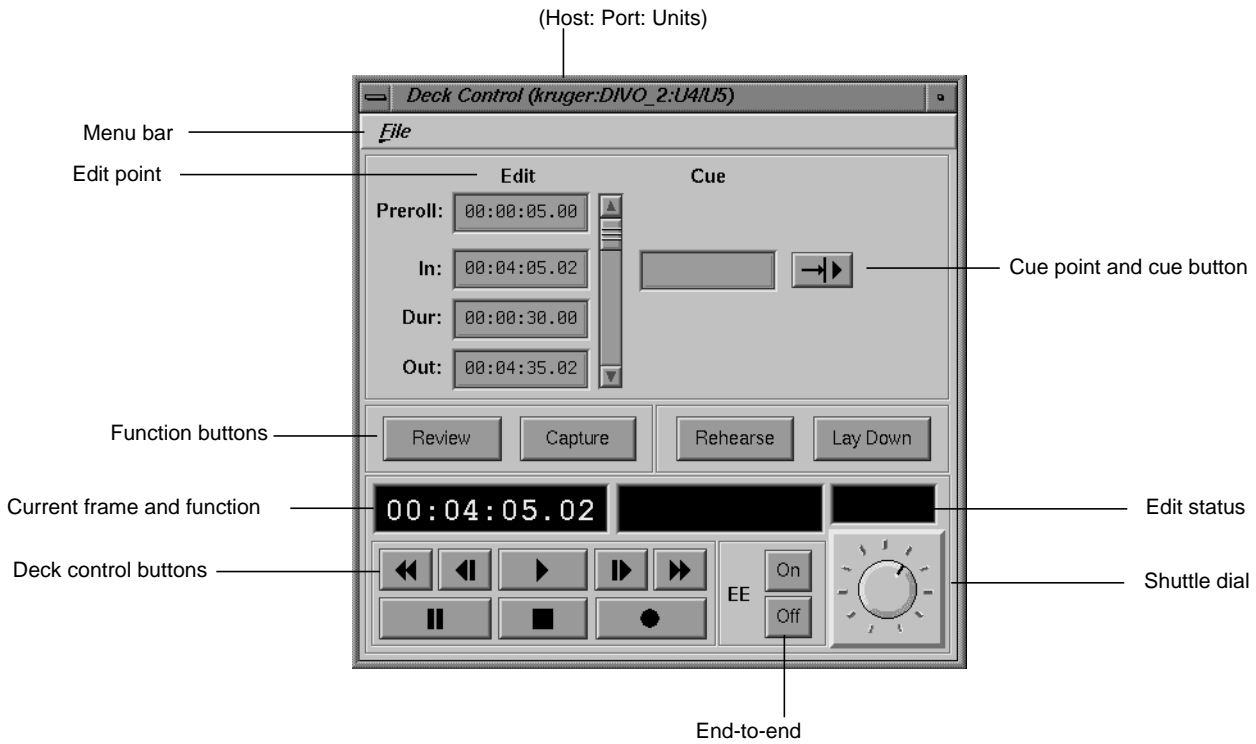 (Host: Port: Units)
Deck Control (kruger:DIVO_2:U4/U5)
Menu bar
File
Edit point
Edit
Cue
Preroll: 00:00:05.00
In: 00:04:05.02
Cue point and cue button
Dur: 00:00:30.00
Out: 00:04:35.02
Function buttons
Review
Capture
Rehearse
Lay Down
Current frame and function
00:04:05.02
Edit status
Deck control buttons
EE
On
Off
Shuttle dial
End-to-end